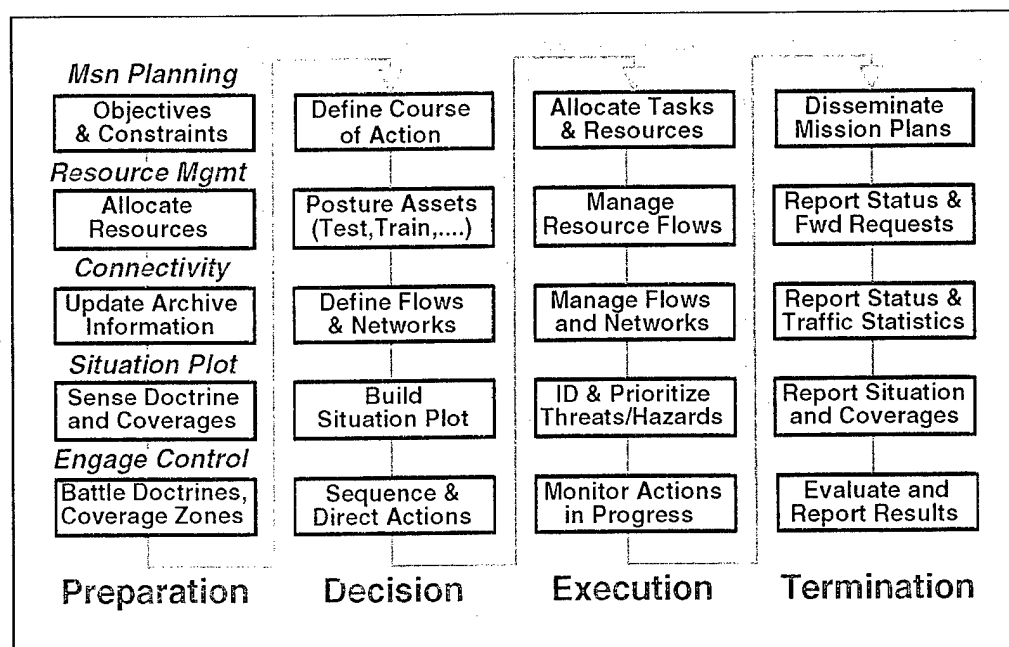 Msn Planning
Objectives
& Constraints
Resource Mgmt
Allocate
Resources
Connectivity
Update Archive
Information
Situation Plot
Sense Doctrine
and Coverages
Engage Control
Battle Doctrines,
Coverage Zones
Preparation
Define Course
of Action
Posture Assets
(Test,Train,....)
Define Flows
& Networks
Build
Situation Plot
Sequence &
Direct Actions
Decision
Allocate Tasks
& Resources
Manage
Resource Flows
Manage Flows
and Networks
ID & Prioritize
Threats/Hazards
Monitor Actions
in Progress
Execution
Disseminate
Mission Plans
Report Status &
Fwd Requests
Report Status &
Traffic Statistics
Report Situation
and Coverages
Evaluate and
Report Results
Termination